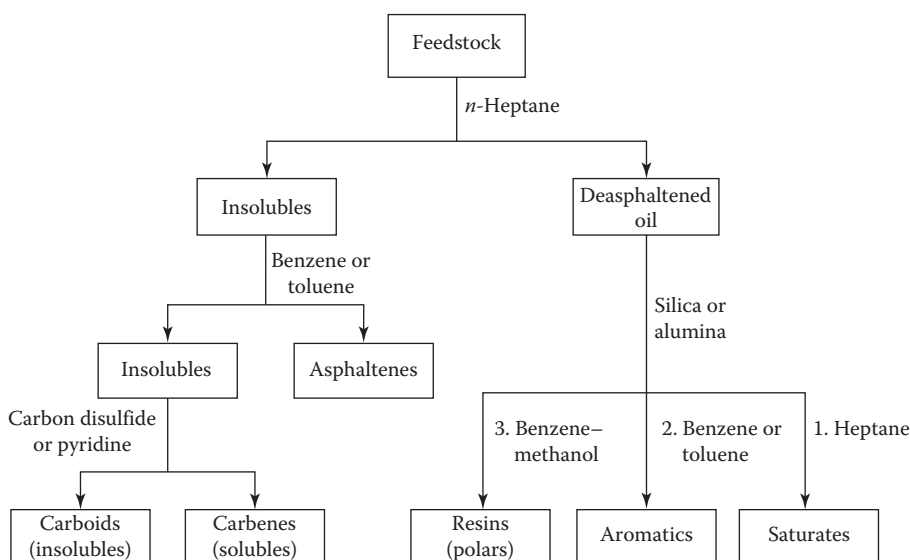 Feedstock
n-Heptane
Insolubles
Deasphaltened
oil
Benzene or
toluene
Silica or
alumina
Insolubles
Asphaltenes
Carbon disulfide
or pyridine
3. Benzene–
methanol
2. Benzene or
toluene
1. Heptane
Carboids
(insolubles)
Carbenes
(solubles)
Resins
(polars)
Aromatics
Saturates